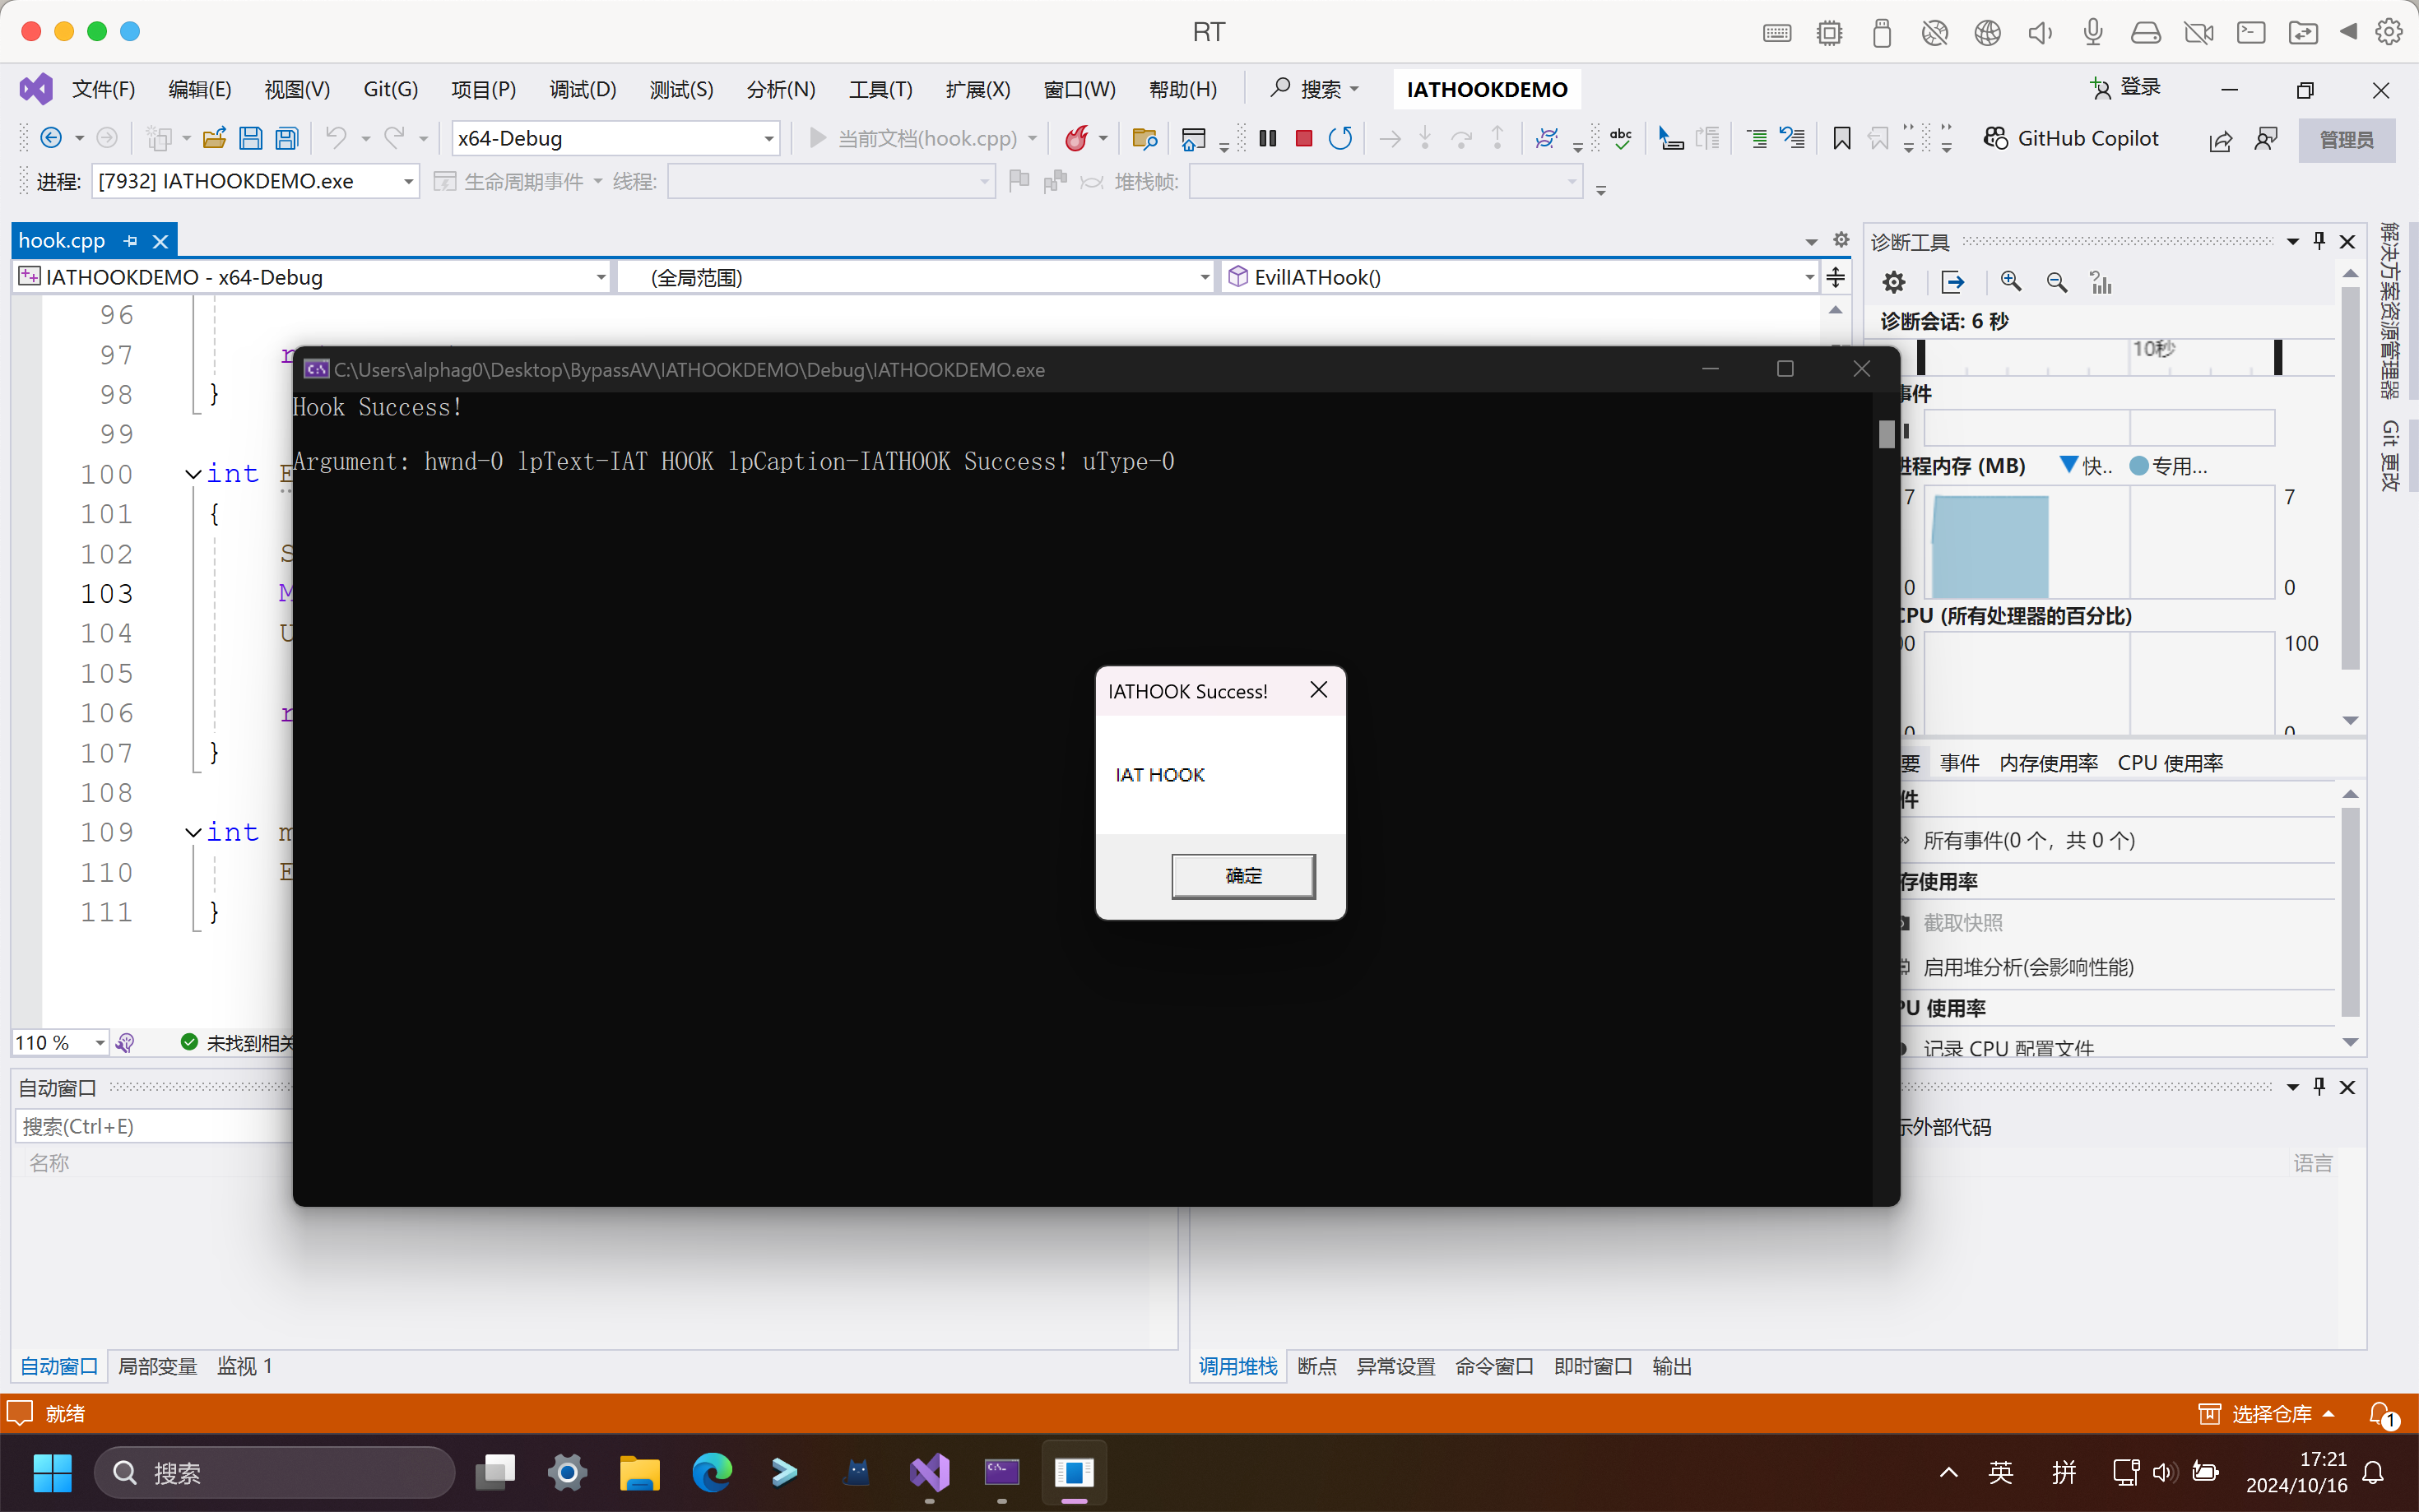 RT
文件(F) 编辑(E) 视图(V) Git(G) 项目(P) 调试(D) 测试(S) 分析(N) 工具(T) 扩展(X) 窗口(W) 帮助(H) 搜索 IATHOOKDEMO 登录
x64-Debug 当前文档(hook.cpp) abc GitHub Copilot 管理员
进程: [7932] IATHOOKDEMO.exe 生命周期事件 线程: 堆栈帧:
hook.cpp
IATHOOKDEMO - x64-Debug (全局范围) EvilIATHook()
96
97 r
98 }
99
100 int E
101 {
102 S
103 M
104 U
105
106 r
107 }
108
109 int m
110 E
111 }
110 % 未找到相关
C:\Users\alphag0\Desktop\BypassAV\IATHOOKDEMO\Debug\IATHOOKDEMO.exe
Hook Success!
Argument: hwnd-0 lpText-IAT HOOK lpCaption-IATHOOK Success! uType-0
IATHOOK Success!
IAT HOOK
确定
诊断工具
诊断会话: 6 秒
10秒
事件
进程内存 (MB) 快.. 专用...
7 7
0 0
CPU (所有处理器的百分比)
100
要 事件 内存使用率 CPU 使用率
件
所有事件(0 个，共 0 个)
存使用率
截取快照
启用堆分析(会影响性能)
PU 使用率
记录 CPU 配置文件
解决方案资源管理器
Git 更改
自动窗口
搜索(Ctrl+E)
名称
示外部代码
语言
自动窗口 局部变量 监视 1
调用堆栈 断点 异常设置 命令窗口 即时窗口 输出
就绪 选择仓库 1
搜索
英 拼
17:21
2024/10/16